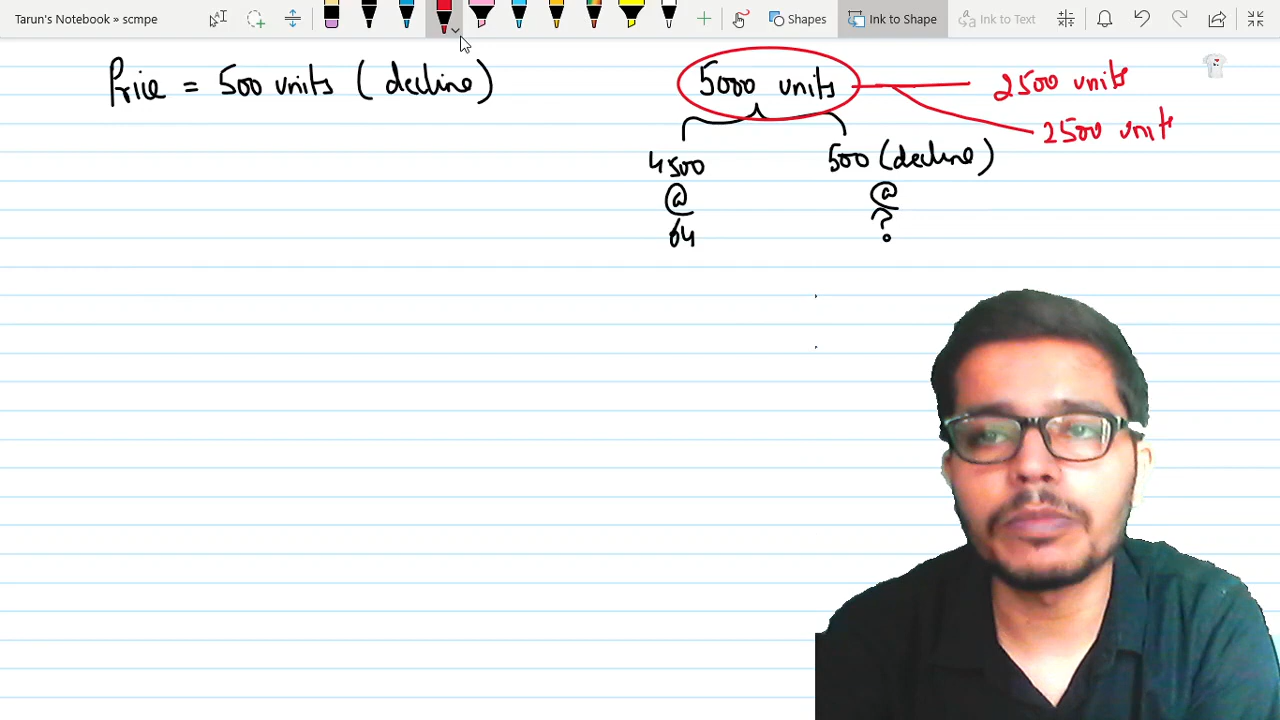 Tarun's Notebook » scmpe
Shapes
Ink to Shape
Ink to Text
Price = 500 units (decline)
5000 units
2500 units
2500 units
4500
500 (decline)
@
@
64
?